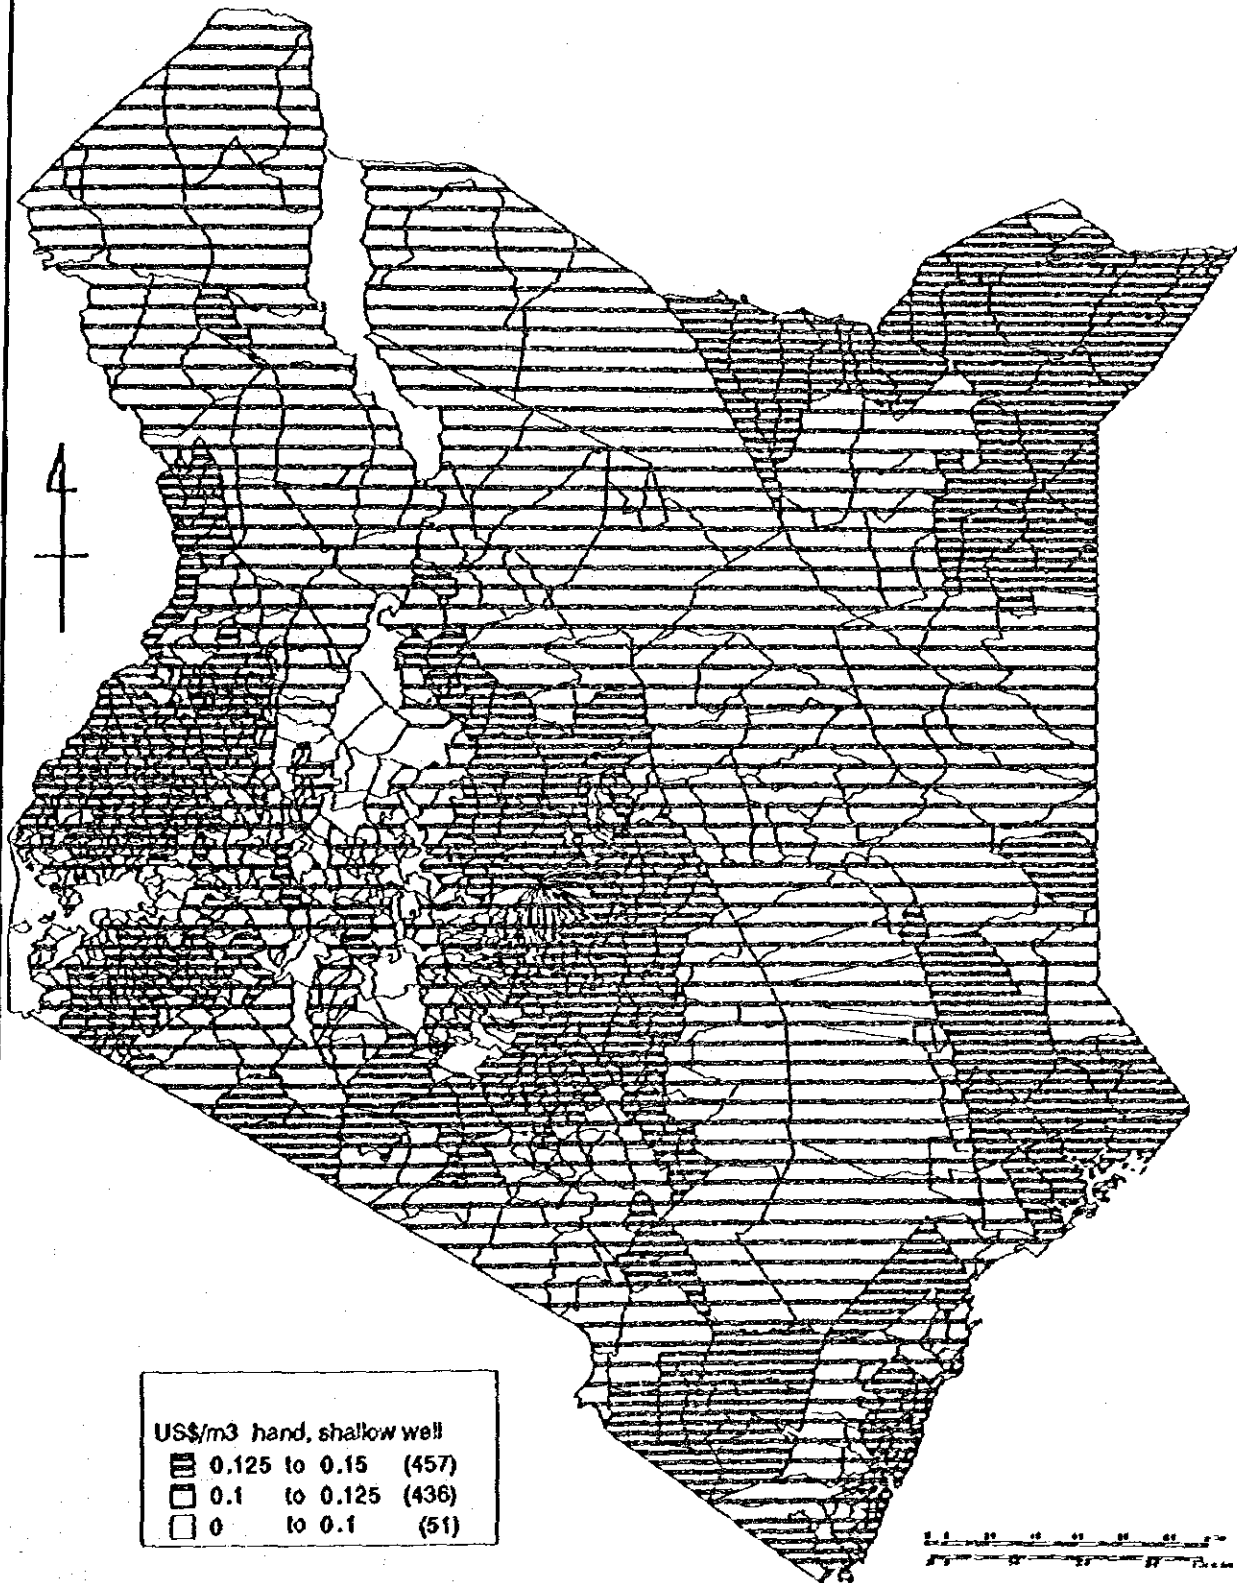 US$/m3 hand, shallow well
0.125 to 0.15 (457)
0.1 to 0.125 (436)
0 to 0.1 (51)